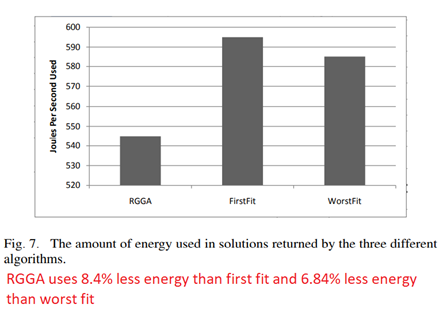 600
590
580
570
560
550
540
530
520
Joules Per Second Used
RGGA FirstFit WorstFit
Fig. 7. The amount of energy used in solutions returned by the three different
algorithms.
RGGA uses 8.4% less energy than first fit and 6.84% less energy
than worst fit